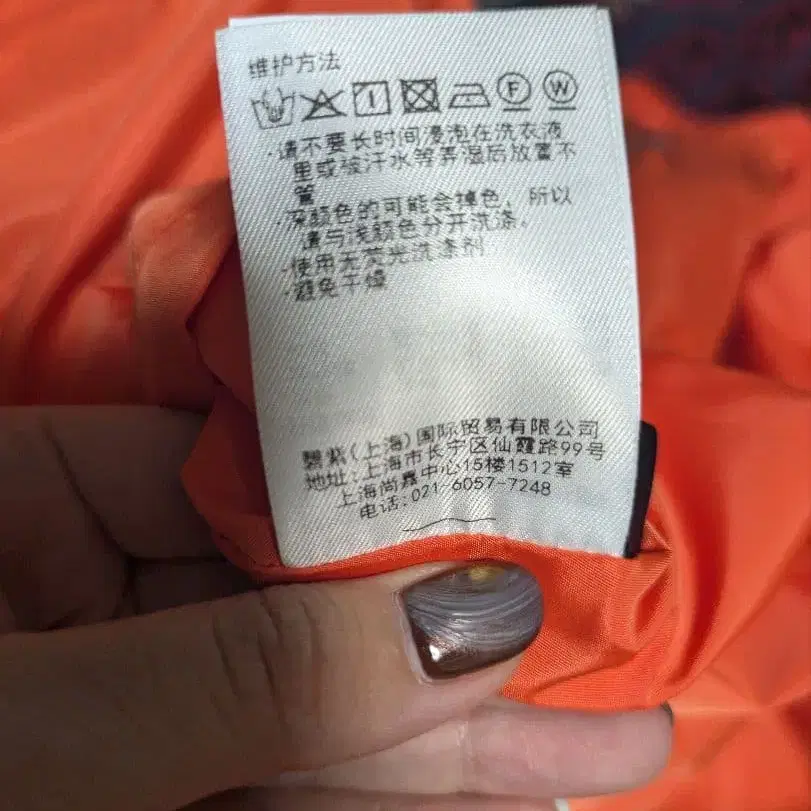 维护方法
F W
·请不要长时间浸泡在洗衣液
里或被汗水等弄湿后放置不
管
·深颜色的可能会掉色，所以
请与浅颜色分开洗涤。
·使用无荧光洗涤剂
·避免干燥
碧紫(上海)国际贸易有限公司
地址:上海市长宁区仙霞路99号
上海尚嘉中心15楼1512室
电话:021-6057-7248